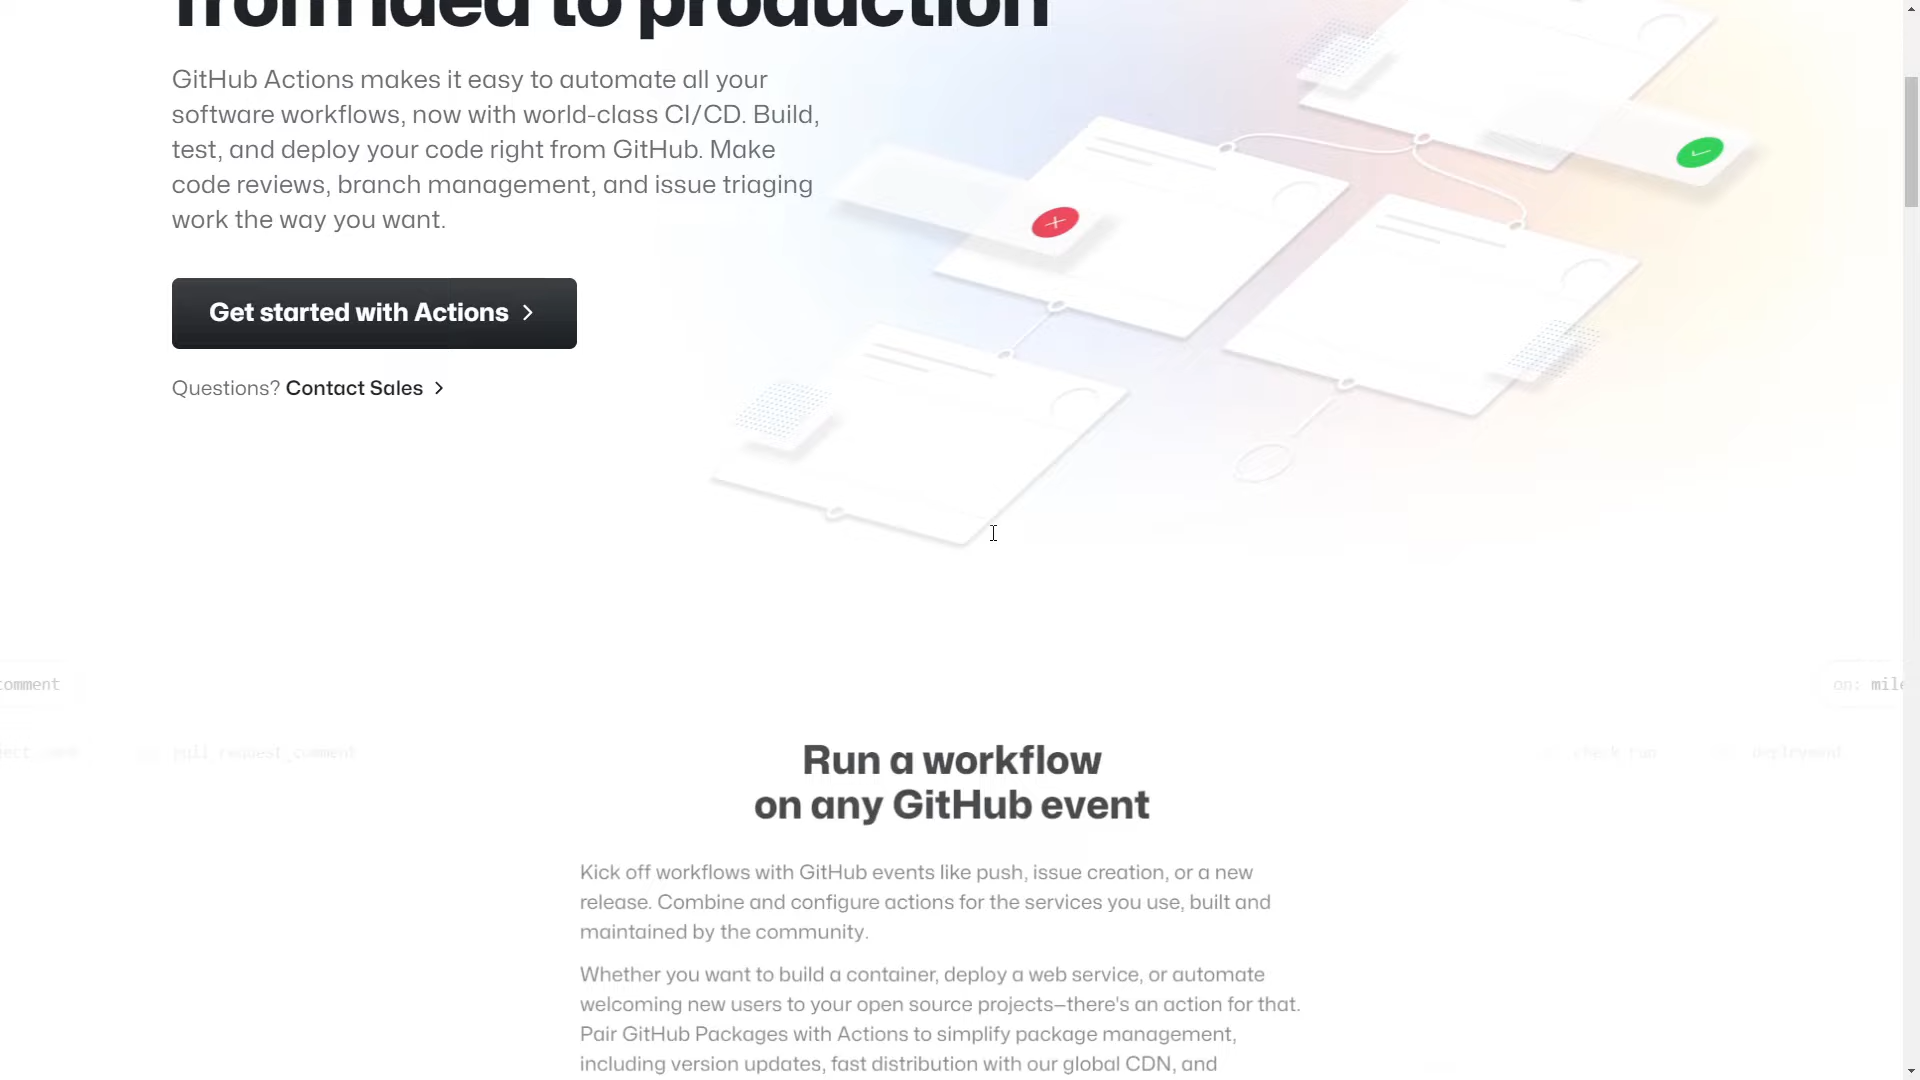 from idea to production
GitHub Actions makes it easy to automate all your
software workflows, now with world-class CI/CD. Build,
test, and deploy your code right from GitHub. Make
code reviews, branch management, and issue triaging
work the way you want.
Get started with Actions
Questions? Contact Sales
comment
on: mile
pull_request_comment
check_run
deployment
Run a workflow
on any GitHub event
Kick off workflows with GitHub events like push, issue creation, or a new
release. Combine and configure actions for the services you use, built and
maintained by the community.
Whether you want to build a container, deploy a web service, or automate
welcoming new users to your open source projects—there's an action for that.
Pair GitHub Packages with Actions to simplify package management,
including version updates, fast distribution with our global CDN, and